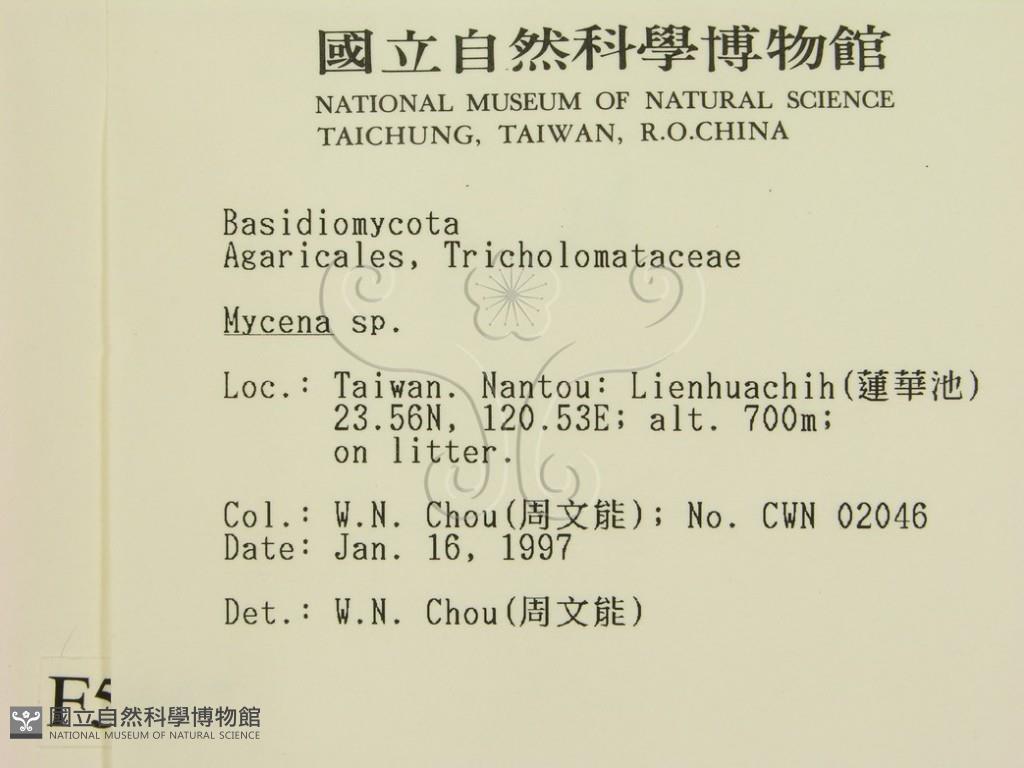 國立自然科學博物館
NATIONAL MUSEUM OF NATURAL SCIENCE
TAICHUNG, TAIWAN, R.O.CHINA
Basidiomycota
Agaricales, Tricholomataceae
Mycena sp.
Loc.: Taiwan. Nantou: Lienhuachih(蓮華池)
23.56N, 120.53E; alt. 700m;
on litter.
Col.: W.N. Chou(周文能); No. CWN 02046
Date: Jan. 16, 1997
Det.: W.N. Chou(周文能)
國立自然科學博物館
NATIONAL MUSEUM OF NATURAL SCIENCE